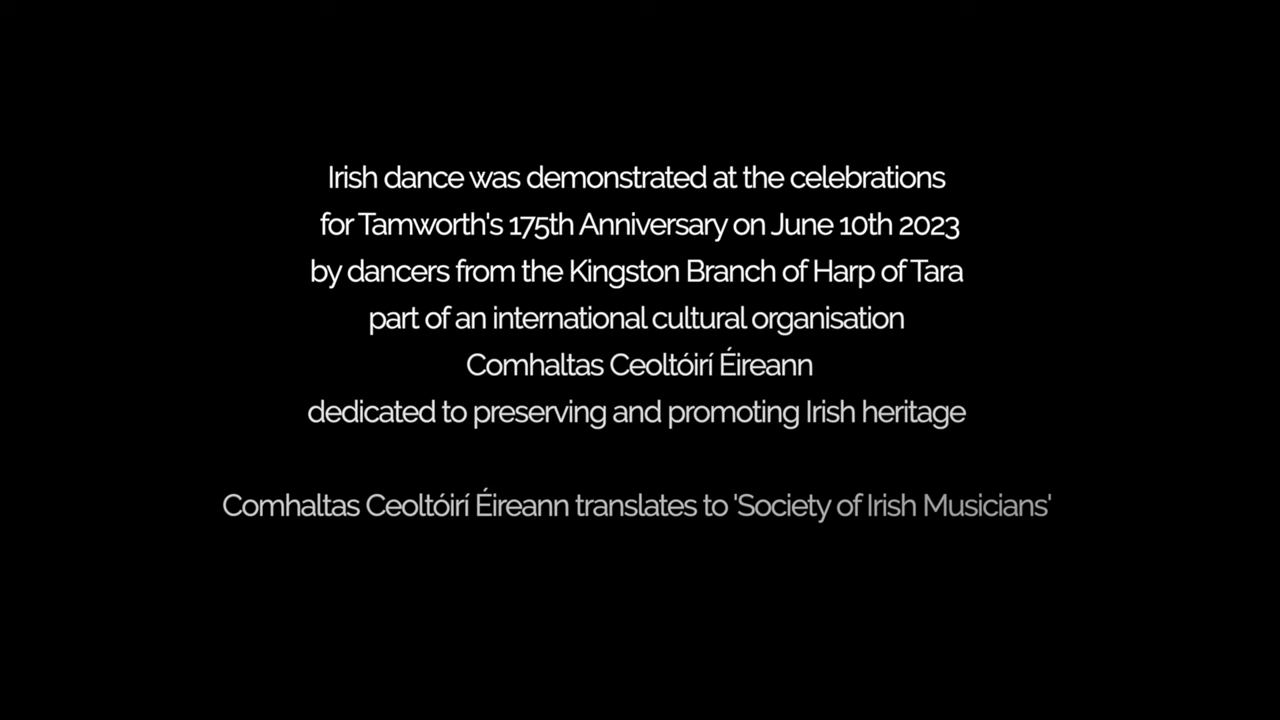 Irish dance was demonstrated at the celebrations
for Tamworth's 175th Anniversary on June 10th 2023
by dancers from the Kingston Branch of Harp of Tara
part of an international cultural organisation
Comhaltas Ceoltóirí Éireann
dedicated to preserving and promoting Irish heritage
Comhaltas Ceoltóirí Éireann translates to 'Society of Irish Musicians'